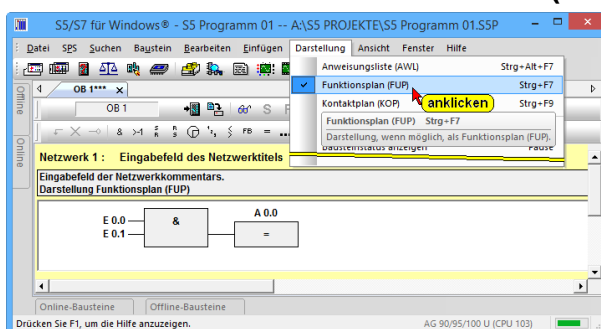 S5/S7 für Windows® - S5 Programm 01 -- A:\S5 PROJEKTE\S5 Programm 01.S5P
Datei SPS Suchen Baustein Bearbeiten Einfügen Darstellung Ansicht Fenster Hilfe
Anweisungsliste (AWL) Strg+Alt+F7
Funktionsplan (FUP) Strg+F7
Kontaktplan (KOP) Strg+F9
anklicken
Funktionsplan (FUP) Strg+F7
Darstellung, wenn möglich, als Funktionsplan (FUP).
Bausteinstatus anzeigen Pause
Offline
Online
OB 1*** x
OB 1
Netzwerk 1 : Eingabefeld des Netzwerktitels
Eingabefeld der Netzwerkkommentars.
Darstellung Funktionsplan (FUP)
E 0.0
E 0.1
&
A 0.0
=
Online-Bausteine Offline-Bausteine
Drücken Sie F1, um die Hilfe anzuzeigen. AG 90/95/100 U (CPU 103)